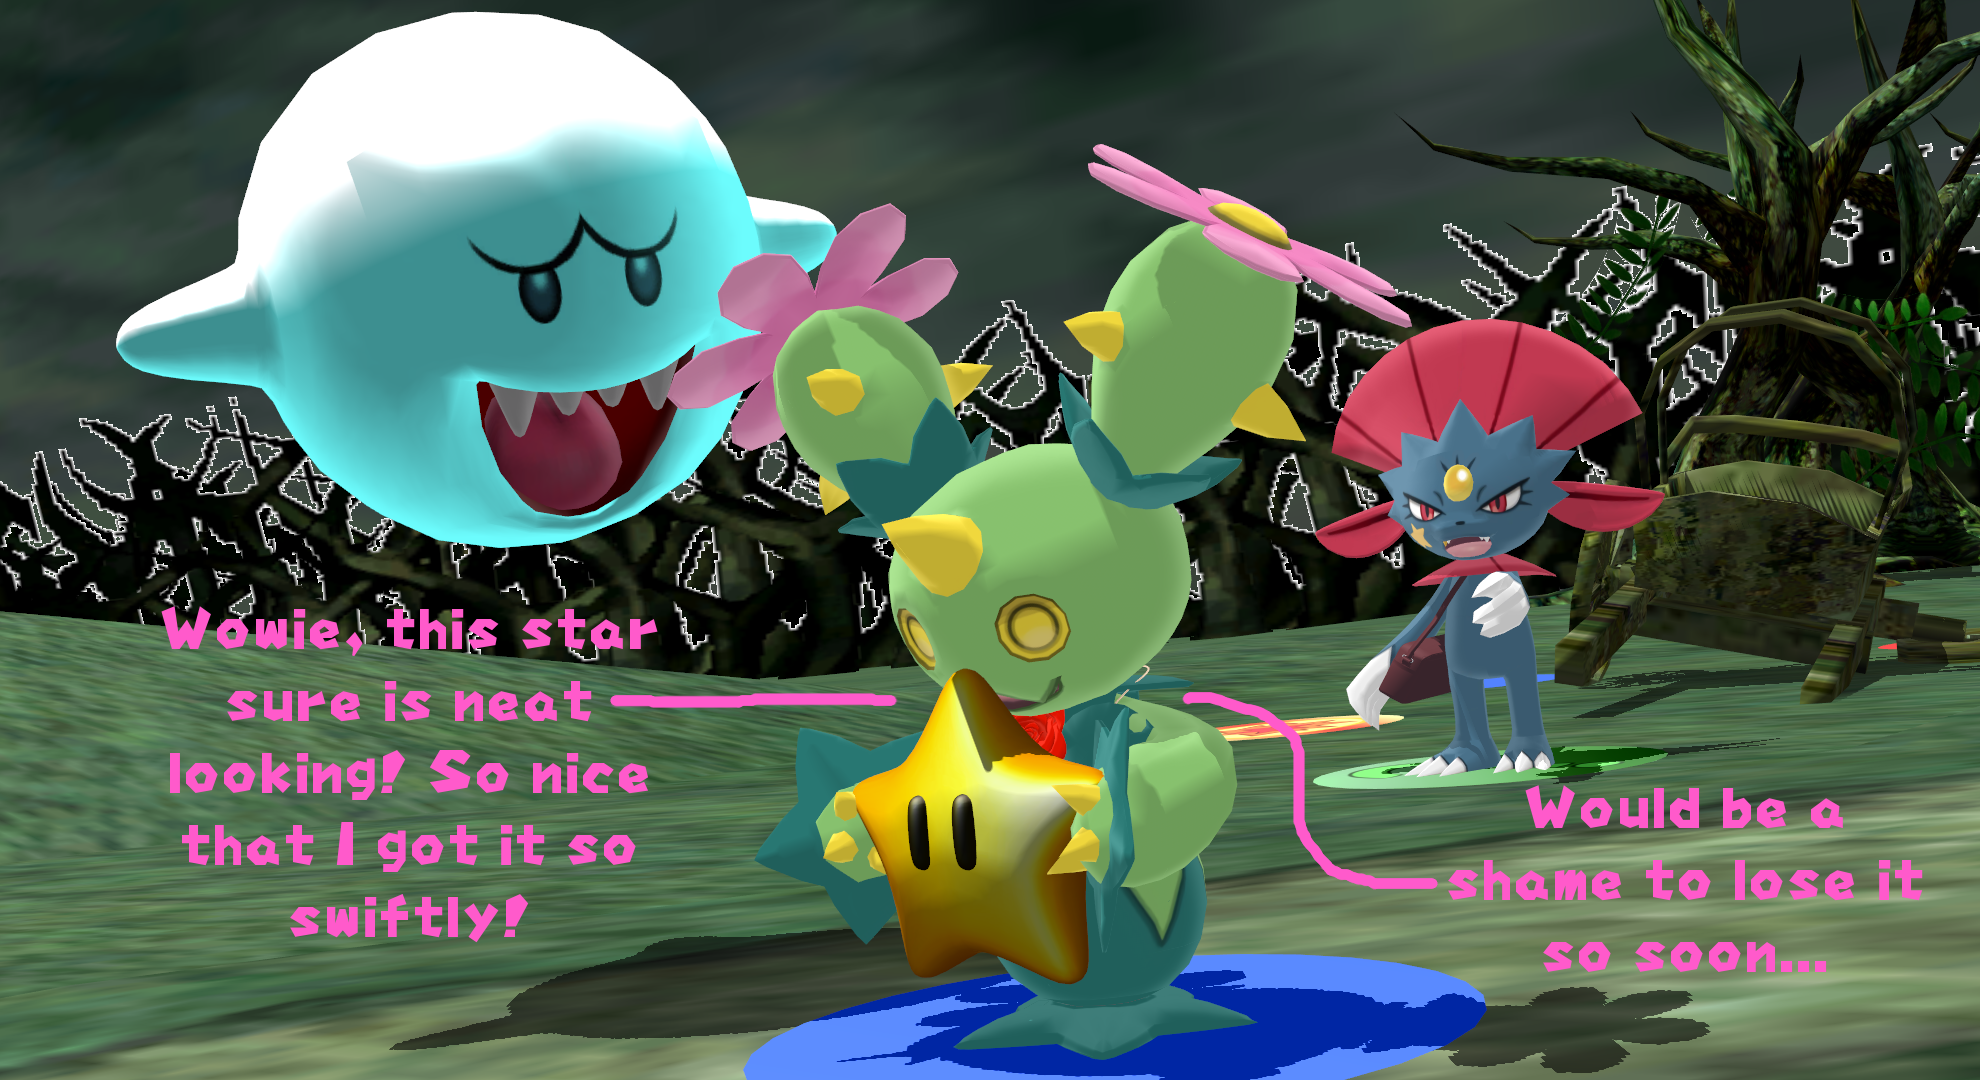 Wowie, this star
sure is neat
looking! So nice
that I got it so
swiftly!
Would be a
shame to lose it
so soon...